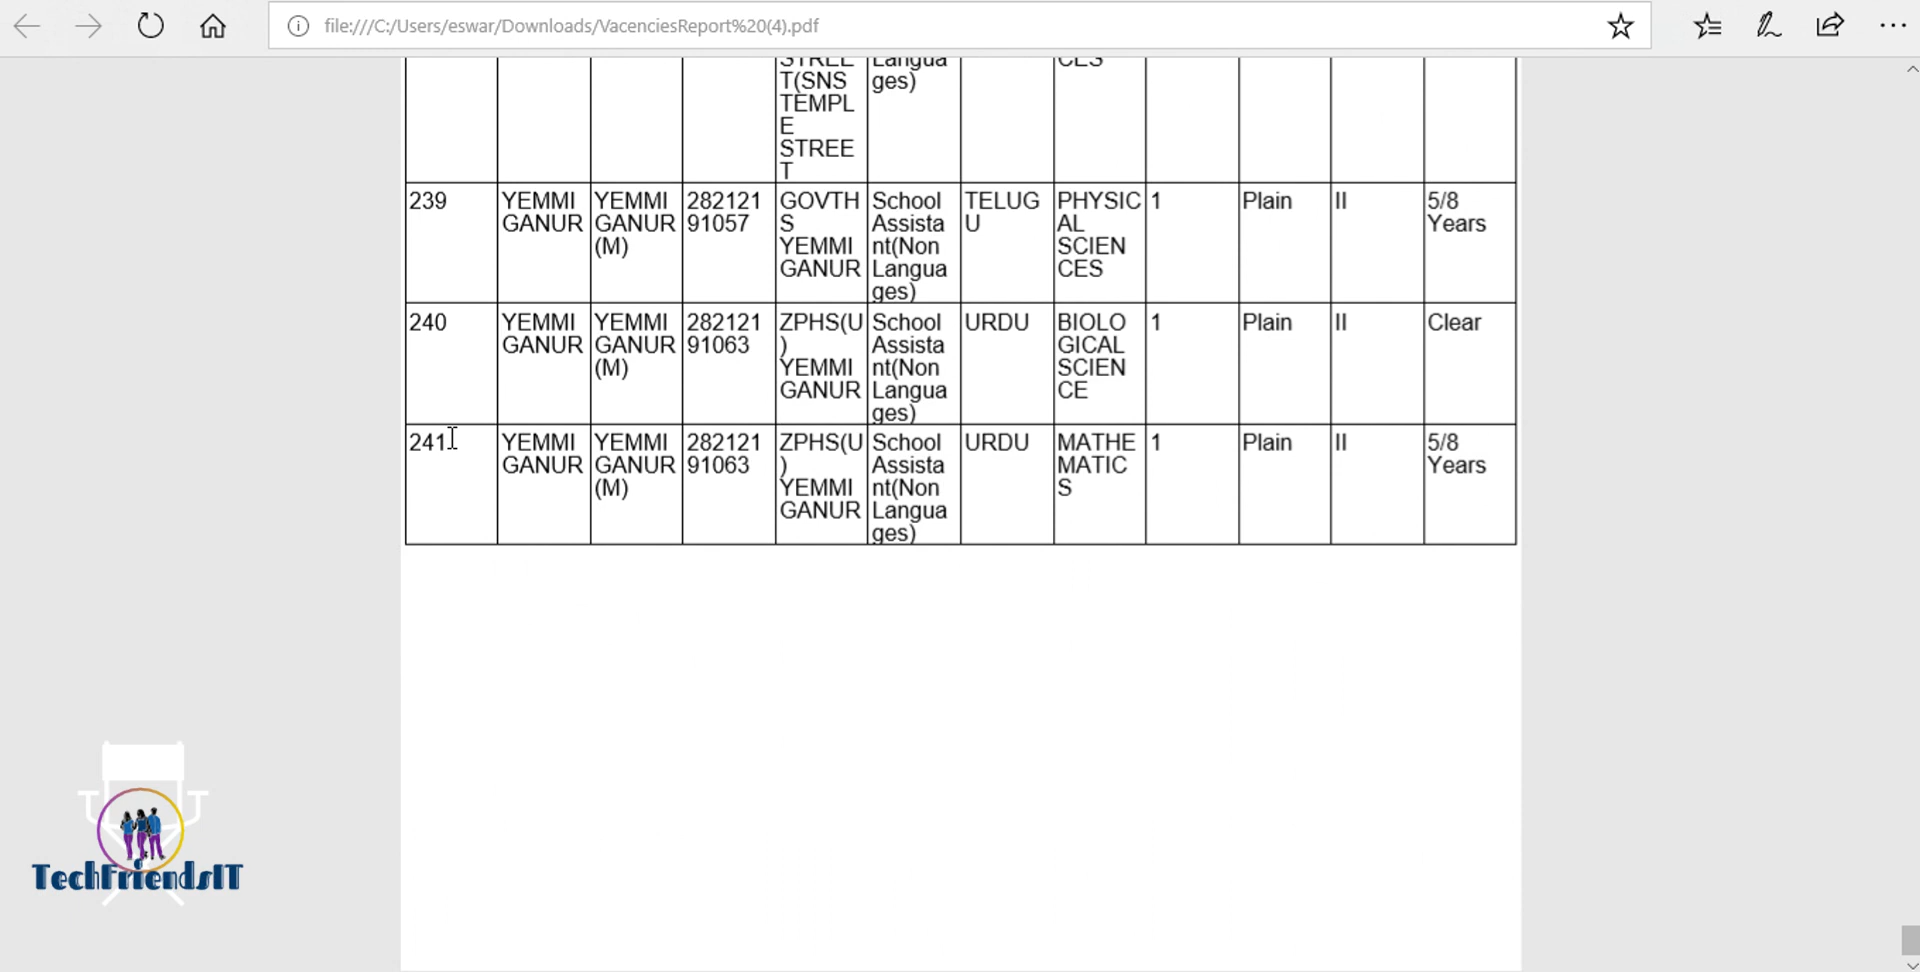 file:///C:/Users/eswar/Downloads/VacenciesReport%20(4).pdf
STREE
T(SNS
TEMPL
E
STREE
T
Langua
ges)
CES
239
YEMMI
GANUR
YEMMI
GANUR
(M)
282121
91057
GOVTH
S
YEMMI
GANUR
School
Assista
nt(Non
Langua
ges)
TELUG
U
PHYSIC
AL
SCIEN
CES
1
Plain
II
5/8
Years
240
YEMMI
GANUR
YEMMI
GANUR
(M)
282121
91063
ZPHS(U
)
YEMMI
GANUR
School
Assista
nt(Non
Langua
ges)
URDU
BIOLO
GICAL
SCIEN
CE
1
Plain
II
Clear
241
YEMMI
GANUR
YEMMI
GANUR
(M)
282121
91063
ZPHS(U
)
YEMMI
GANUR
School
Assista
nt(Non
Langua
ges)
URDU
MATHE
MATIC
S
1
Plain
II
5/8
Years
TechFriendsIT